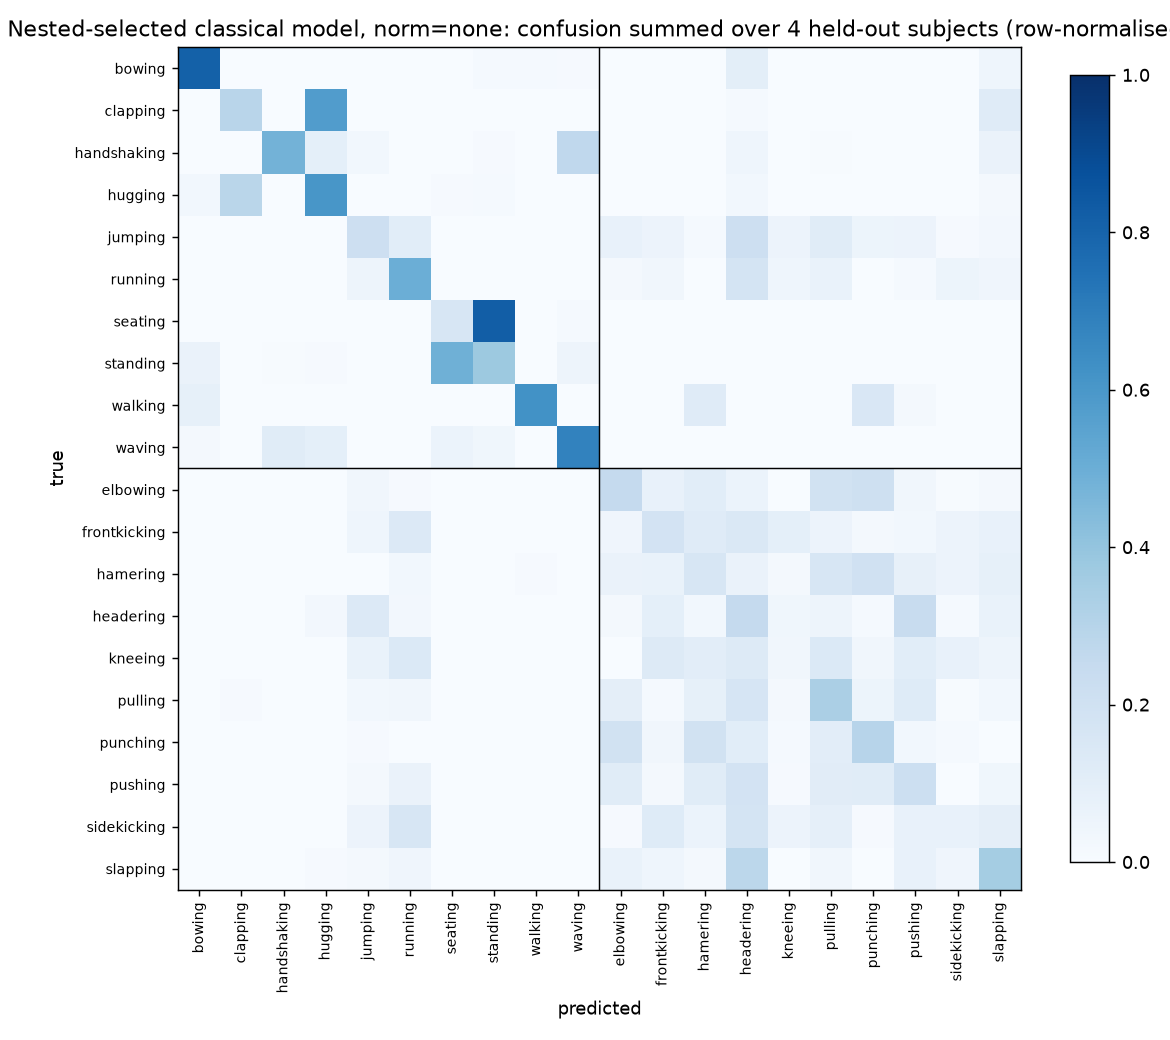 Nested-selected classical model, norm=none: confusion summed over 4 held-out subjects (row-normalise
bowing
clapping
handshaking
hugging
jumping
running
seating
standing
walking
waving
elbowing
frontkicking
hamering
headering
kneeing
pulling
punching
pushing
sidekicking
slapping
true
bowing
clapping
handshaking
hugging
jumping
running
seating
standing
walking
waving
elbowing
frontkicking
hamering
headering
kneeing
pulling
punching
pushing
sidekicking
slapping
predicted
1.0
0.8
0.6
0.4
0.2
0.0